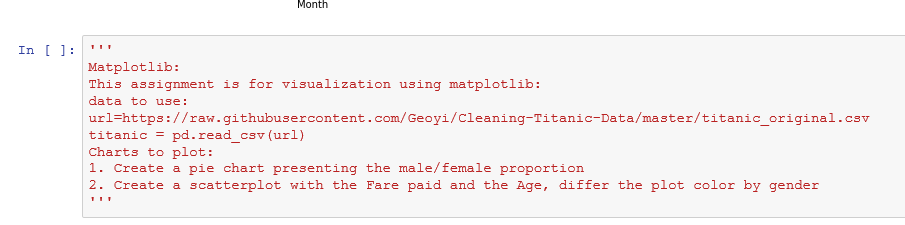 Month
In [ ]: '''
Matplotlib:
This assignment is for visualization using matplotlib:
data to use:
url=https://raw.githubusercontent.com/Geoyi/Cleaning-Titanic-Data/master/titanic_original.csv
titanic = pd.read_csv(url)
Charts to plot:
1. Create a pie chart presenting the male/female proportion
2. Create a scatterplot with the Fare paid and the Age, differ the plot color by gender
'''